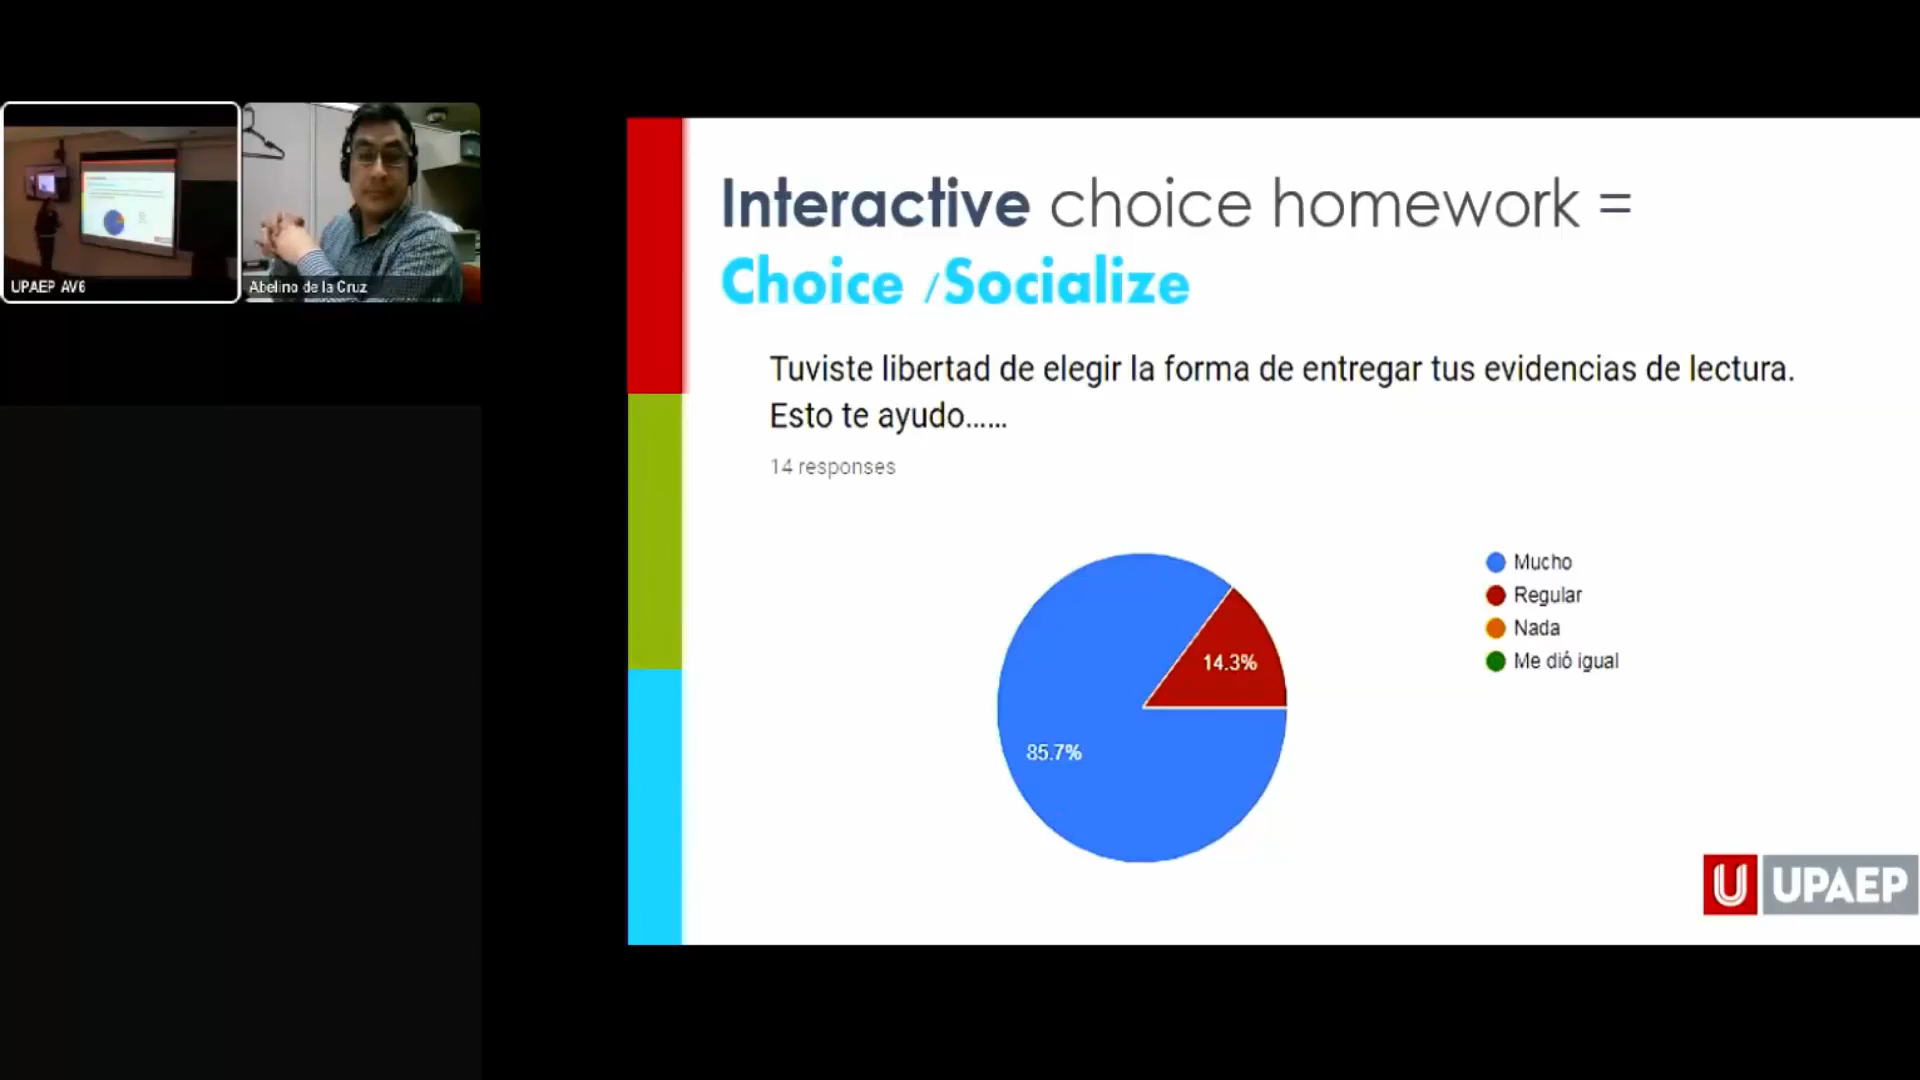 UPAEP AV6
Abelino de la Cruz
Interactive choice homework =
Choice /Socialize
Tuviste libertad de elegir la forma de entregar tus evidencias de lectura.
Esto te ayudo......
14 responses
Mucho
Regular
Nada
Me dió igual
14.3%
85.7%
U UPAEP